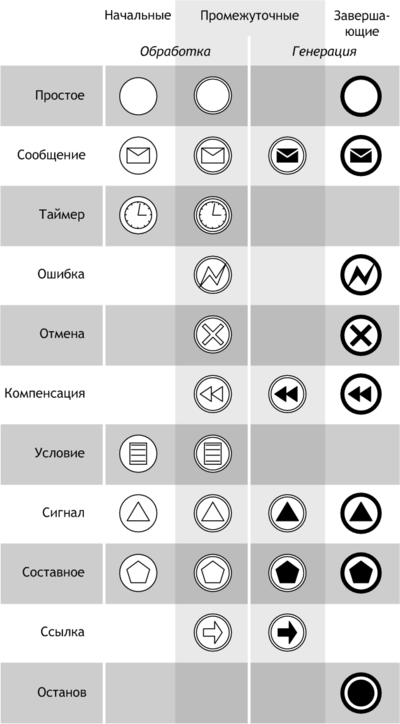 Начальные Промежуточные Заверша-
ющие
Обработка Генерация
Простое
Сообщение
Таймер
Ошибка
Отмена
Компенсация
Условие
Сигнал
Составное
Ссылка
Останов